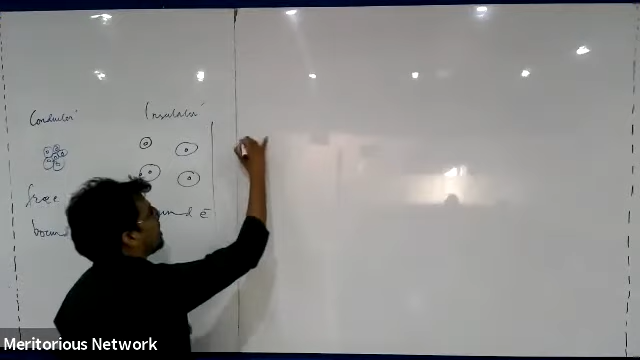 Conductor
Insulator
free
bound
ē
Meritorious Network